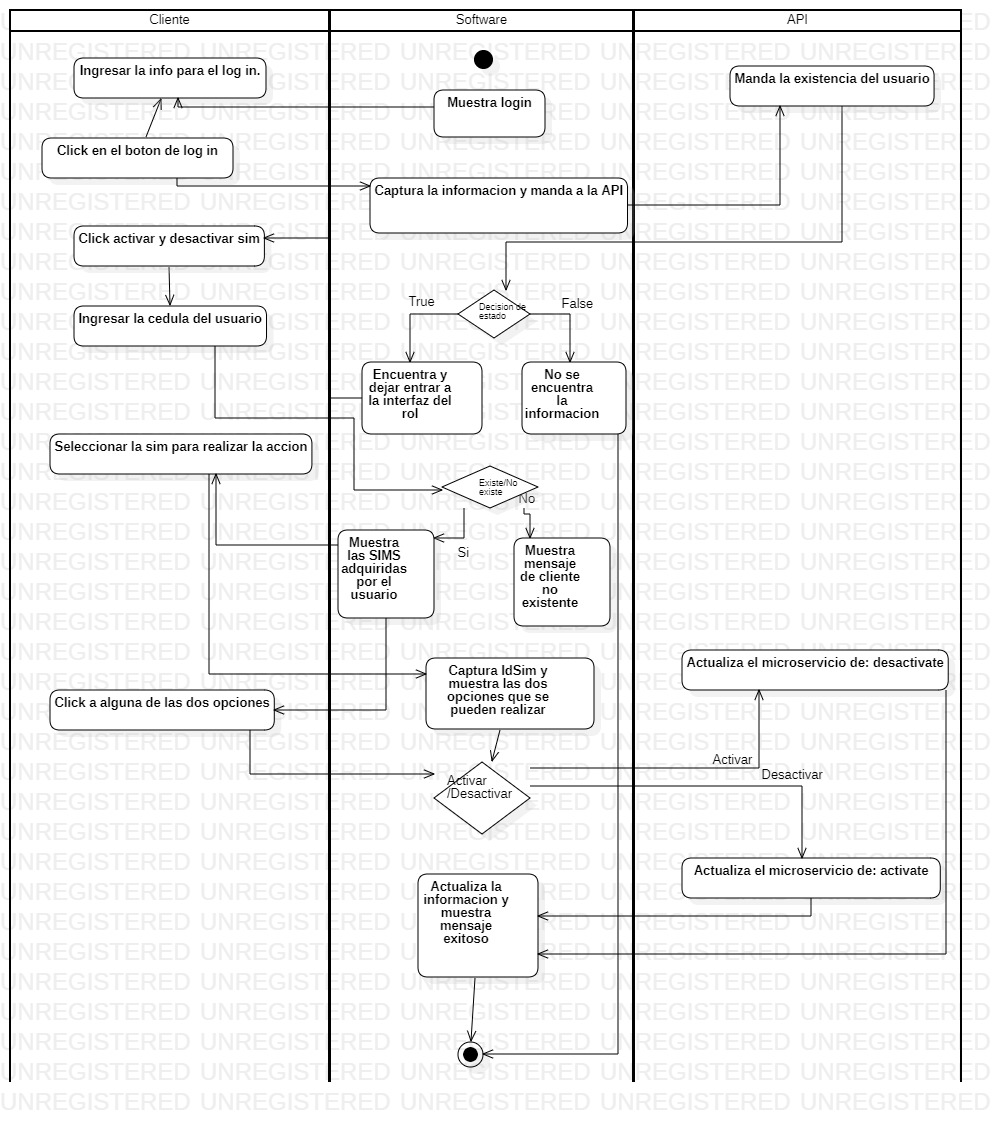 Cliente
Software
API
Ingresar la info para el log in.
Muestra login
Manda la existencia del usuario
Click en el boton de log in
Captura la informacion y manda a la API
Click activar y desactivar sim
Ingresar la cedula del usuario
True
Decision de
estado
False
Encuentra y
dejar entrar a
la interfaz del
rol
No se
encuentra
la
informacion
Seleccionar la sim para realizar la accion
Existe/No
existe
No
Si
Muestra
las SIMS
adquiridas
por el
usuario
Muestra
mensaje
de cliente
no
existente
Captura IdSim y
muestra las dos
opciones que se
pueden realizar
Actualiza el microservicio de: desactivate
Click a alguna de las dos opciones
Activar
/Desactivar
Activar
Desactivar
Actualiza el microservicio de: activate
Actualiza la
informacion y
muestra
mensaje
exitoso
UNREGISTERED UNREGISTERED UNREGISTERED UNREGISTERED UNREGISTERED